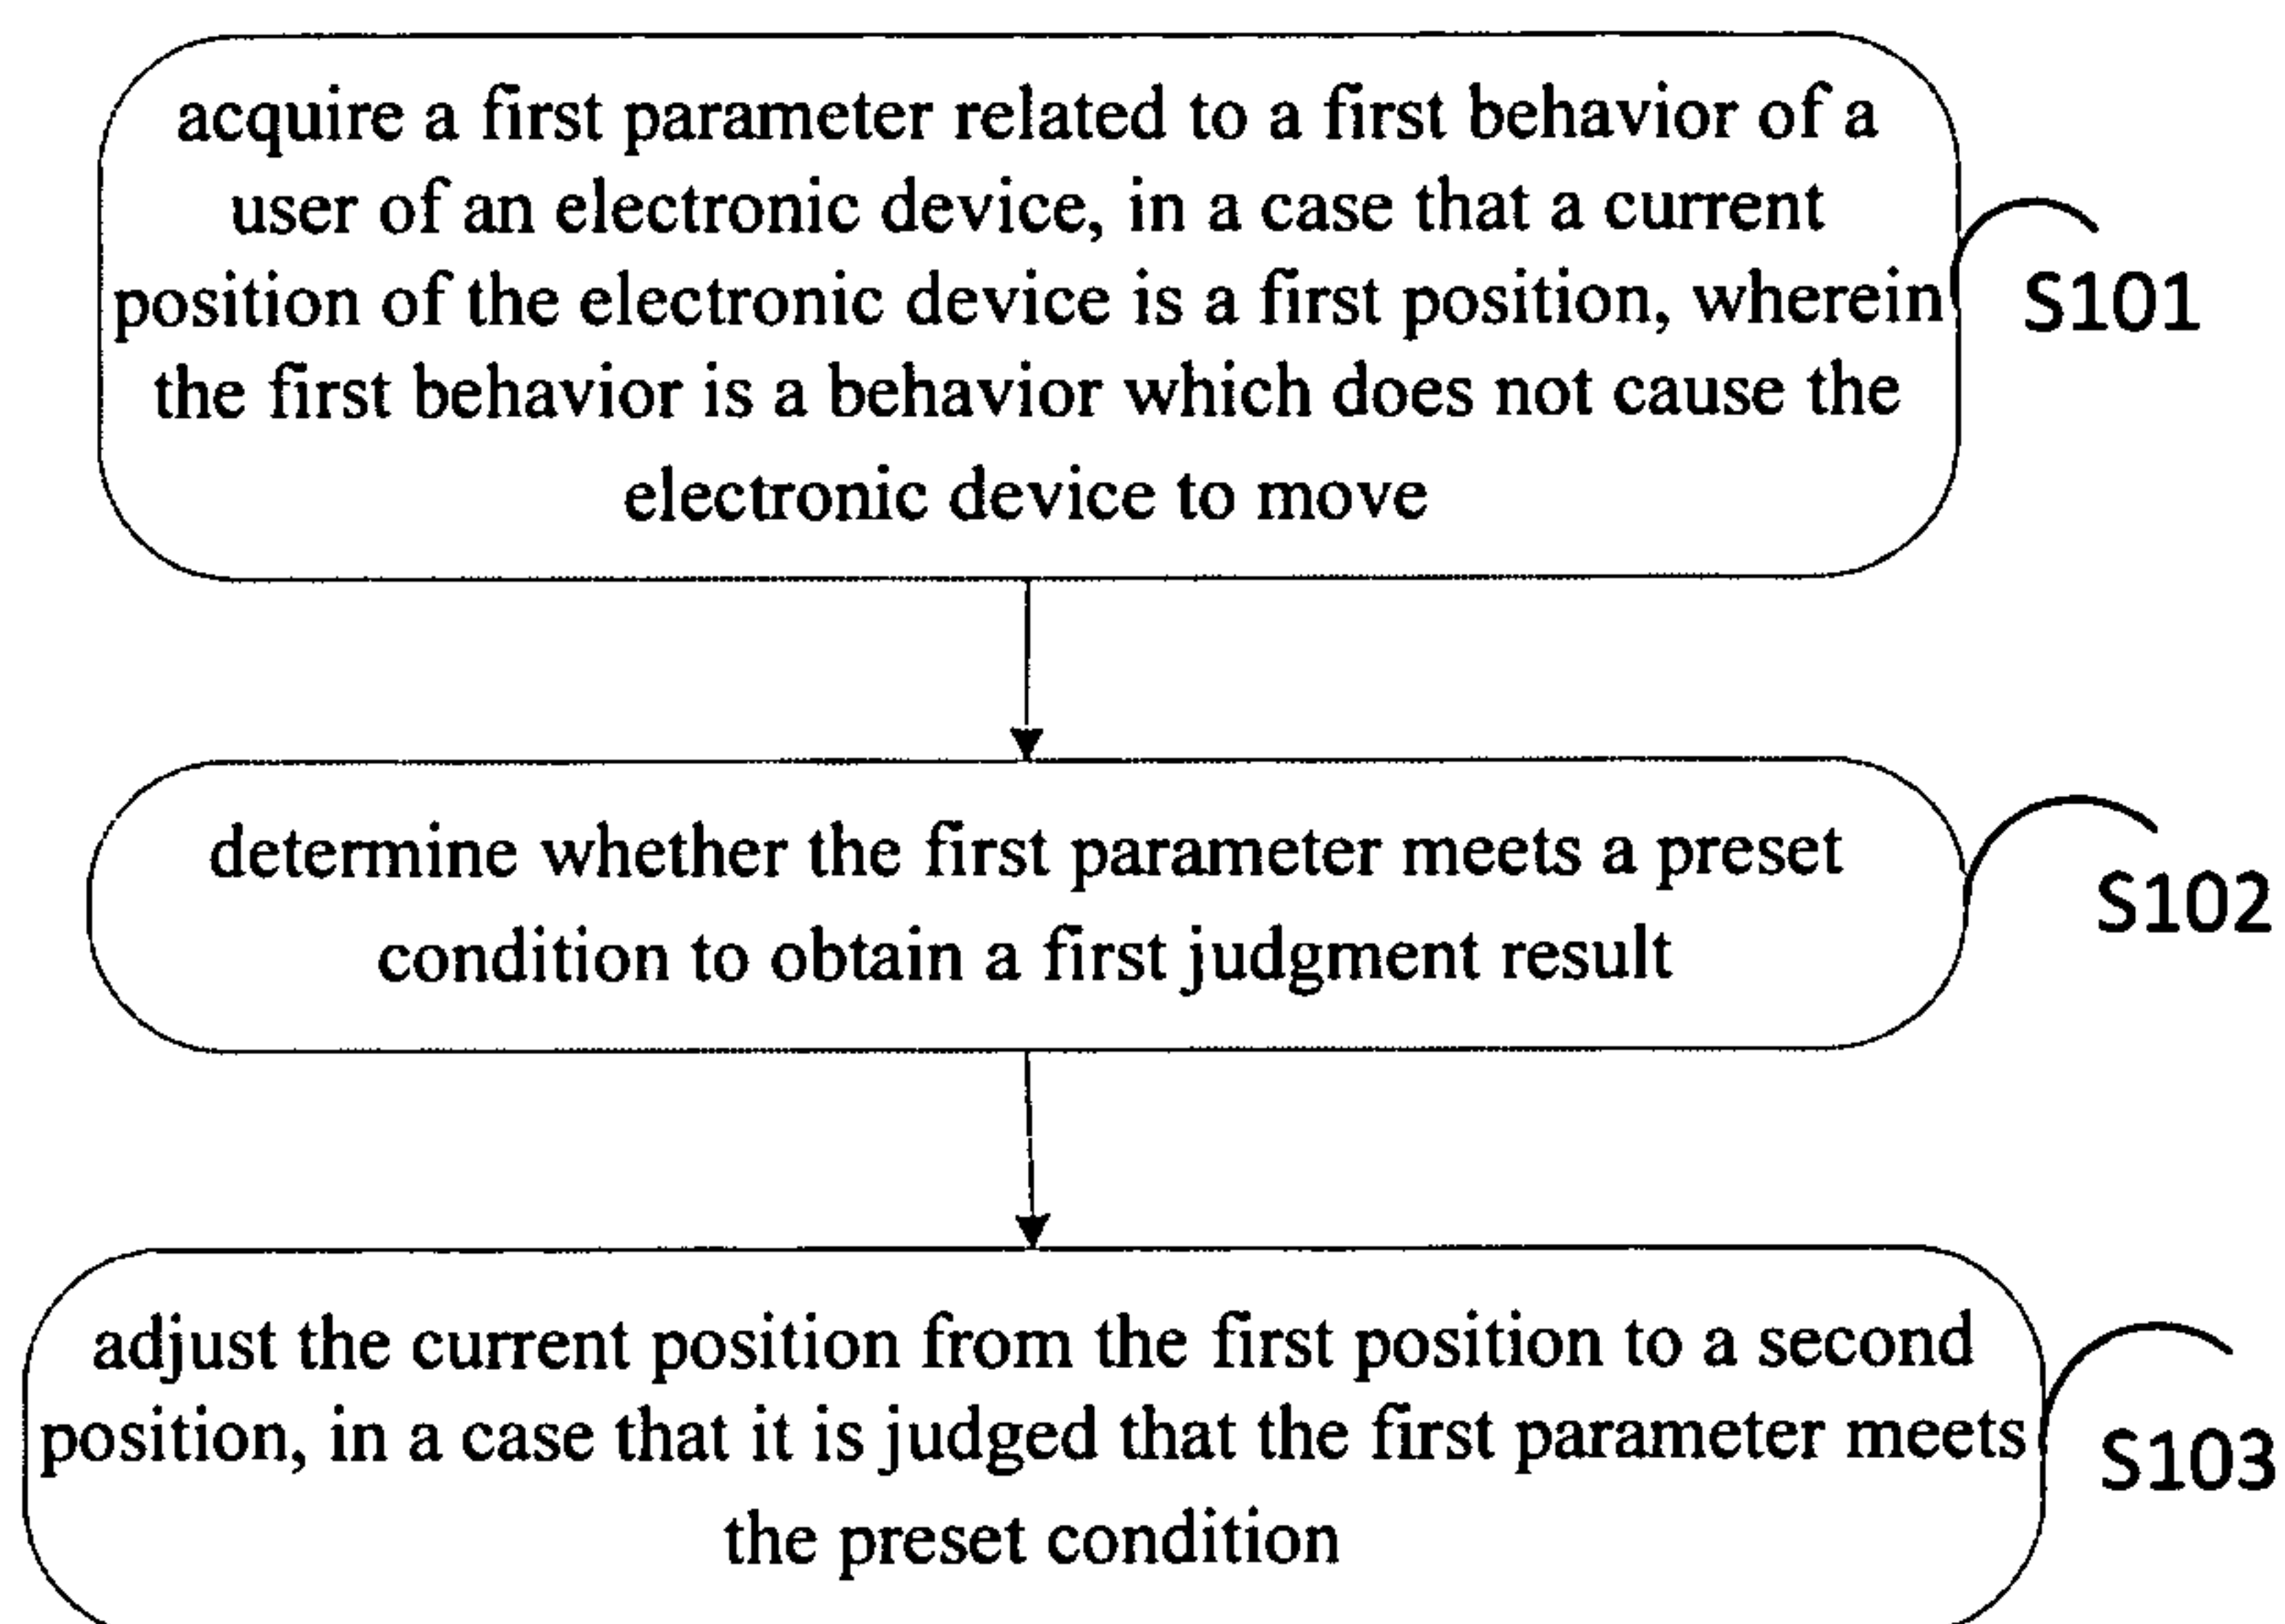 acquire a first parameter related to a first behavior of a
user of an electronic device, in a case that a current
position of the electronic device is a first position, wherein
the first behavior is a behavior which does not cause the
electronic device to move
S101
determine whether the first parameter meets a preset
condition to obtain a first judgment result
S102
adjust the current position from the first position to a second
position, in a case that it is judged that the first parameter meets
the preset condition
S103